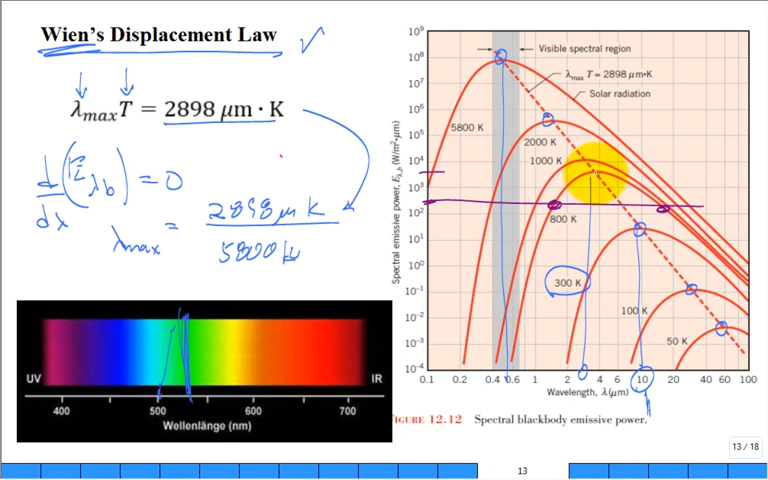 Wien's Displacement Law
λmaxT = 2898 μm · K
d/dx (Eλb) = 0
λmax = 2898 μm K / 5800 K
UV
IR
400
500
600
700
Wellenlänge (nm)
Spectral emissive power, Eλ,b (W/m²·μm)
10⁹
10⁸
10⁷
10⁶
10⁵
10⁴
10³
10²
10¹
10⁰
10⁻¹
10⁻²
10⁻³
10⁻⁴
Visible spectral region
λmax T = 2898 μm·K
Solar radiation
5800 K
2000 K
1000 K
800 K
300 K
100 K
50 K
0.1 0.2 0.4 0.6 1 2 4 6 10 20 40 60 100
Wavelength, λ (μm)
IGURE 12.12 Spectral blackbody emissive power.
13 / 18
13